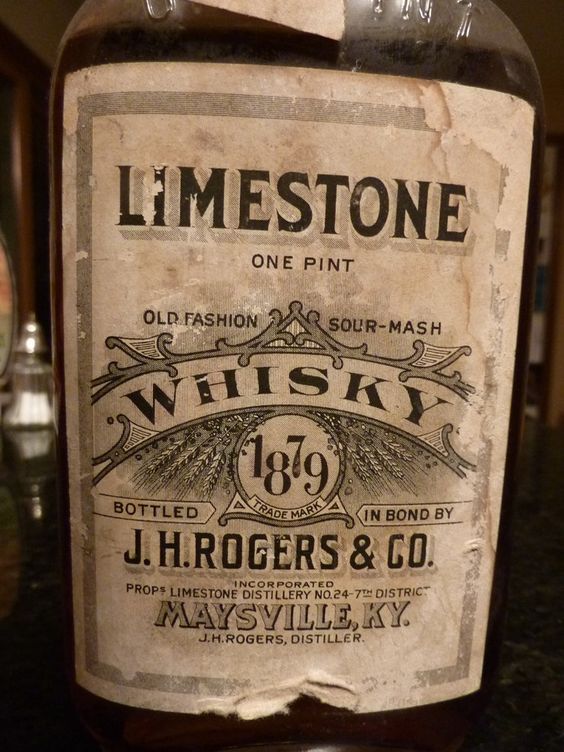 LIMESTONE
ONE PINT
OLD FASHION SOUR-MASH
WHISKY
1879
TRADE MARK
BOTTLED IN BOND BY
J.H.ROGERS & CO.
INCORPORATED
PROPS LIMESTONE DISTILLERY NO.24-7TH DISTRICT
MAYSVILLE, KY.
J.H.ROGERS, DISTILLER.